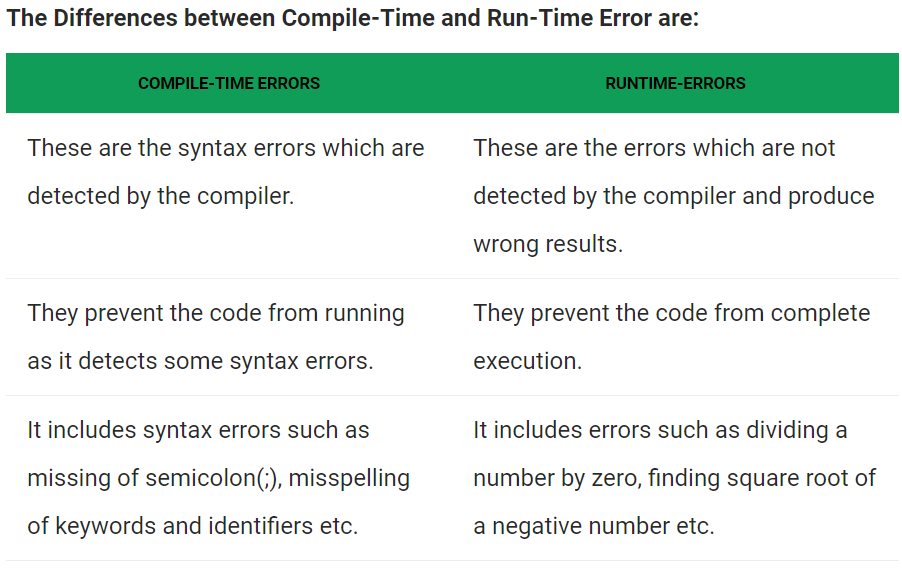 The Differences between Compile-Time and Run-Time Error are:
COMPILE-TIME ERRORS
RUNTIME-ERRORS
These are the syntax errors which are
detected by the compiler.
These are the errors which are not
detected by the compiler and produce
wrong results.
They prevent the code from running
as it detects some syntax errors.
They prevent the code from complete
execution.
It includes syntax errors such as
missing of semicolon(;), misspelling
of keywords and identifiers etc.
It includes errors such as dividing a
number by zero, finding square root of
a negative number etc.